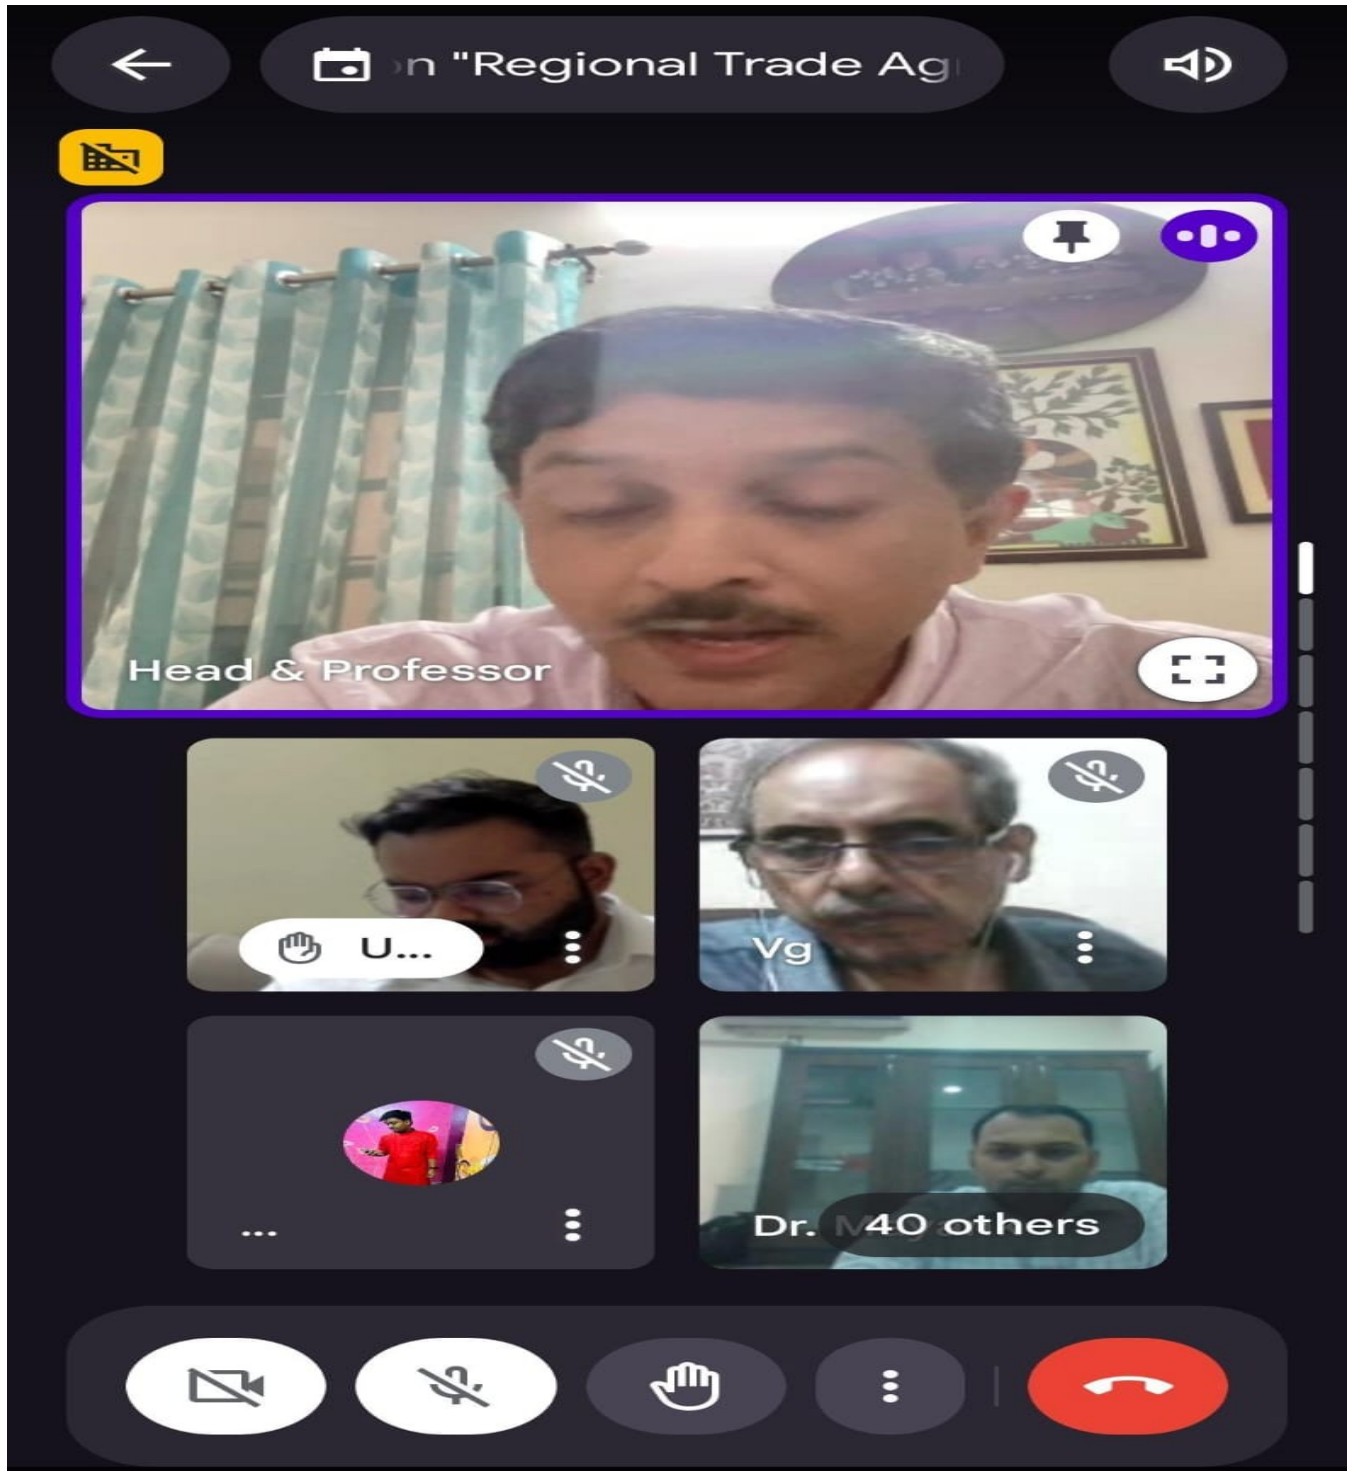 n "Regional Trade Ag
Head & Professor
U...
Vg
...
Dr.
40 others